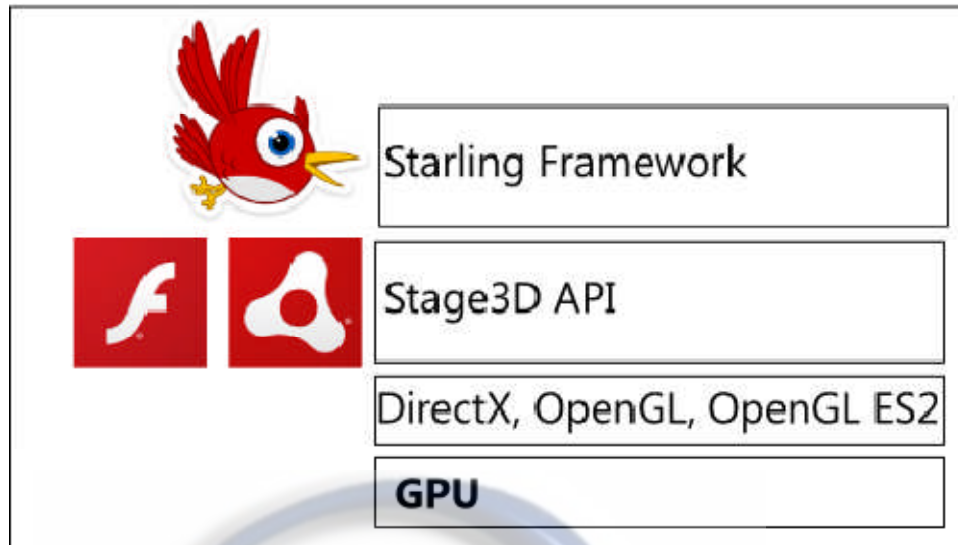 Starling Framework
Stage3D API
DirectX, OpenGL, OpenGL ES2
GPU